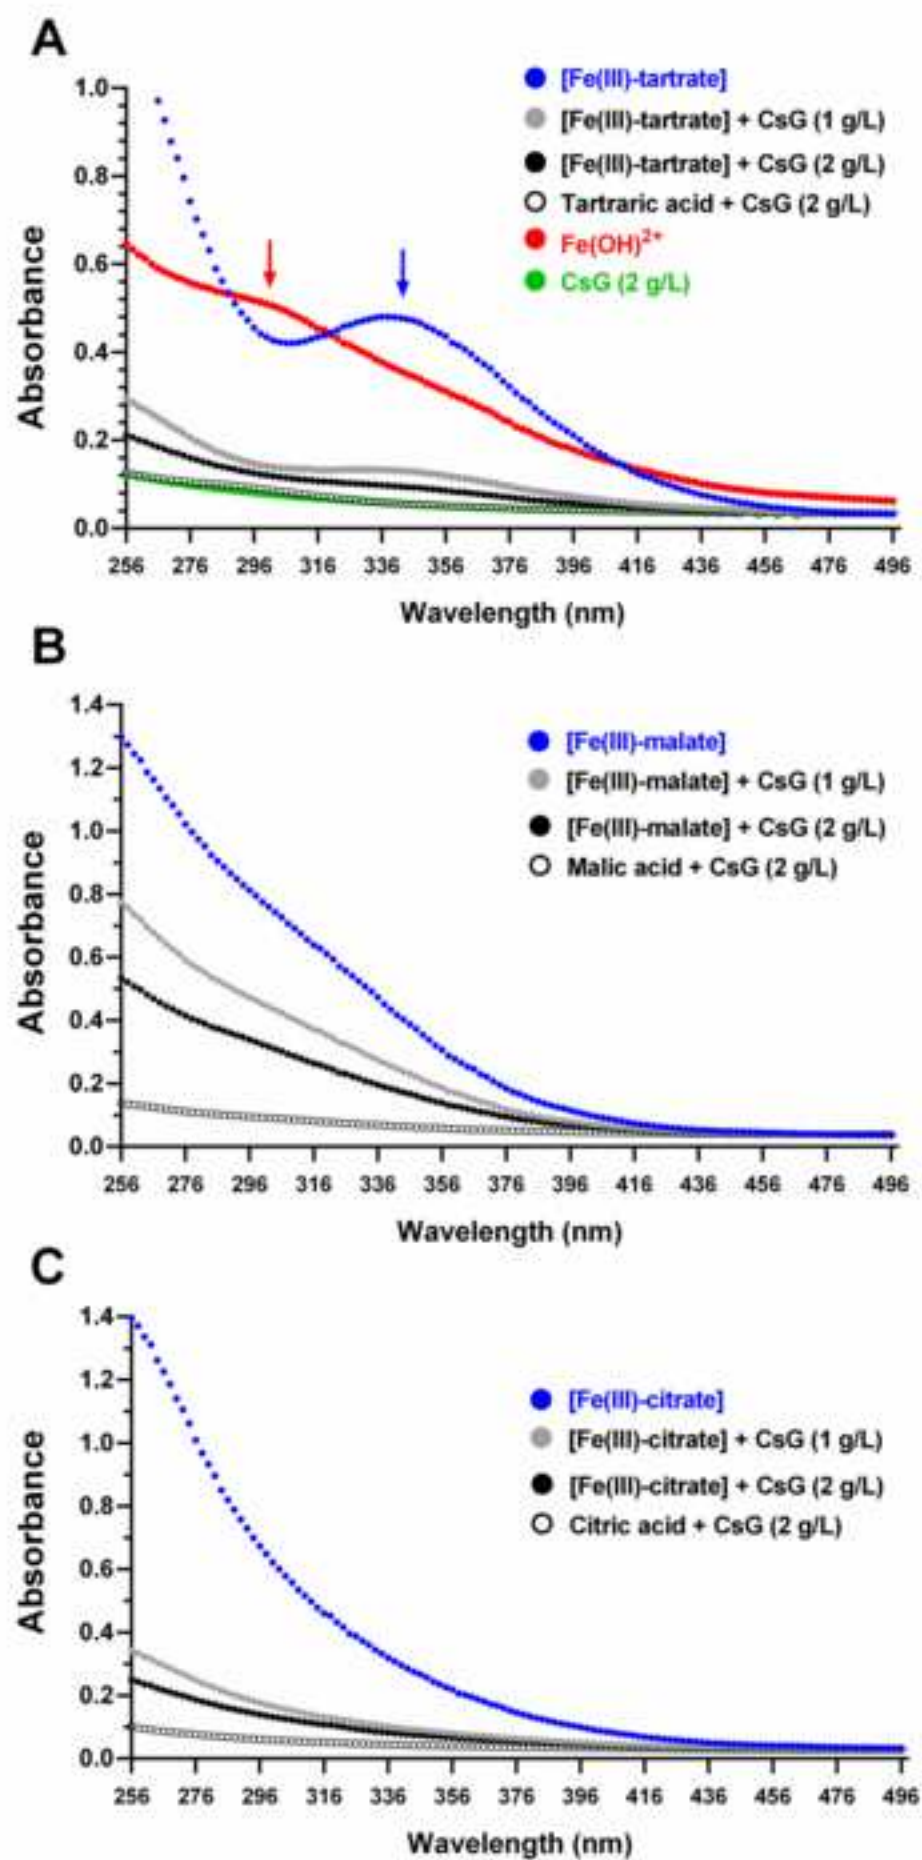 A
[Fe(III)-tartrate]
[Fe(III)-tartrate] + CsG (1 g/L)
[Fe(III)-tartrate] + CsG (2 g/L)
Tartraric acid + CsG (2 g/L)
Fe(OH)²⁺
CsG (2 g/L)
Absorbance
1.0
0.8
0.6
0.4
0.2
0.0
256 276 296 316 336 356 376 396 416 436 456 476 496
Wavelength (nm)
B
[Fe(III)-malate]
[Fe(III)-malate] + CsG (1 g/L)
[Fe(III)-malate] + CsG (2 g/L)
Malic acid + CsG (2 g/L)
Absorbance
1.4
1.2
1.0
0.8
0.6
0.4
0.2
0.0
256 276 296 316 336 356 376 396 416 436 456 476 496
Wavelength (nm)
C
[Fe(III)-citrate]
[Fe(III)-citrate] + CsG (1 g/L)
[Fe(III)-citrate] + CsG (2 g/L)
Citric acid + CsG (2 g/L)
Absorbance
1.4
1.2
1.0
0.8
0.6
0.4
0.2
0.0
256 276 296 316 336 356 376 396 416 436 456 476 496
Wavelength (nm)